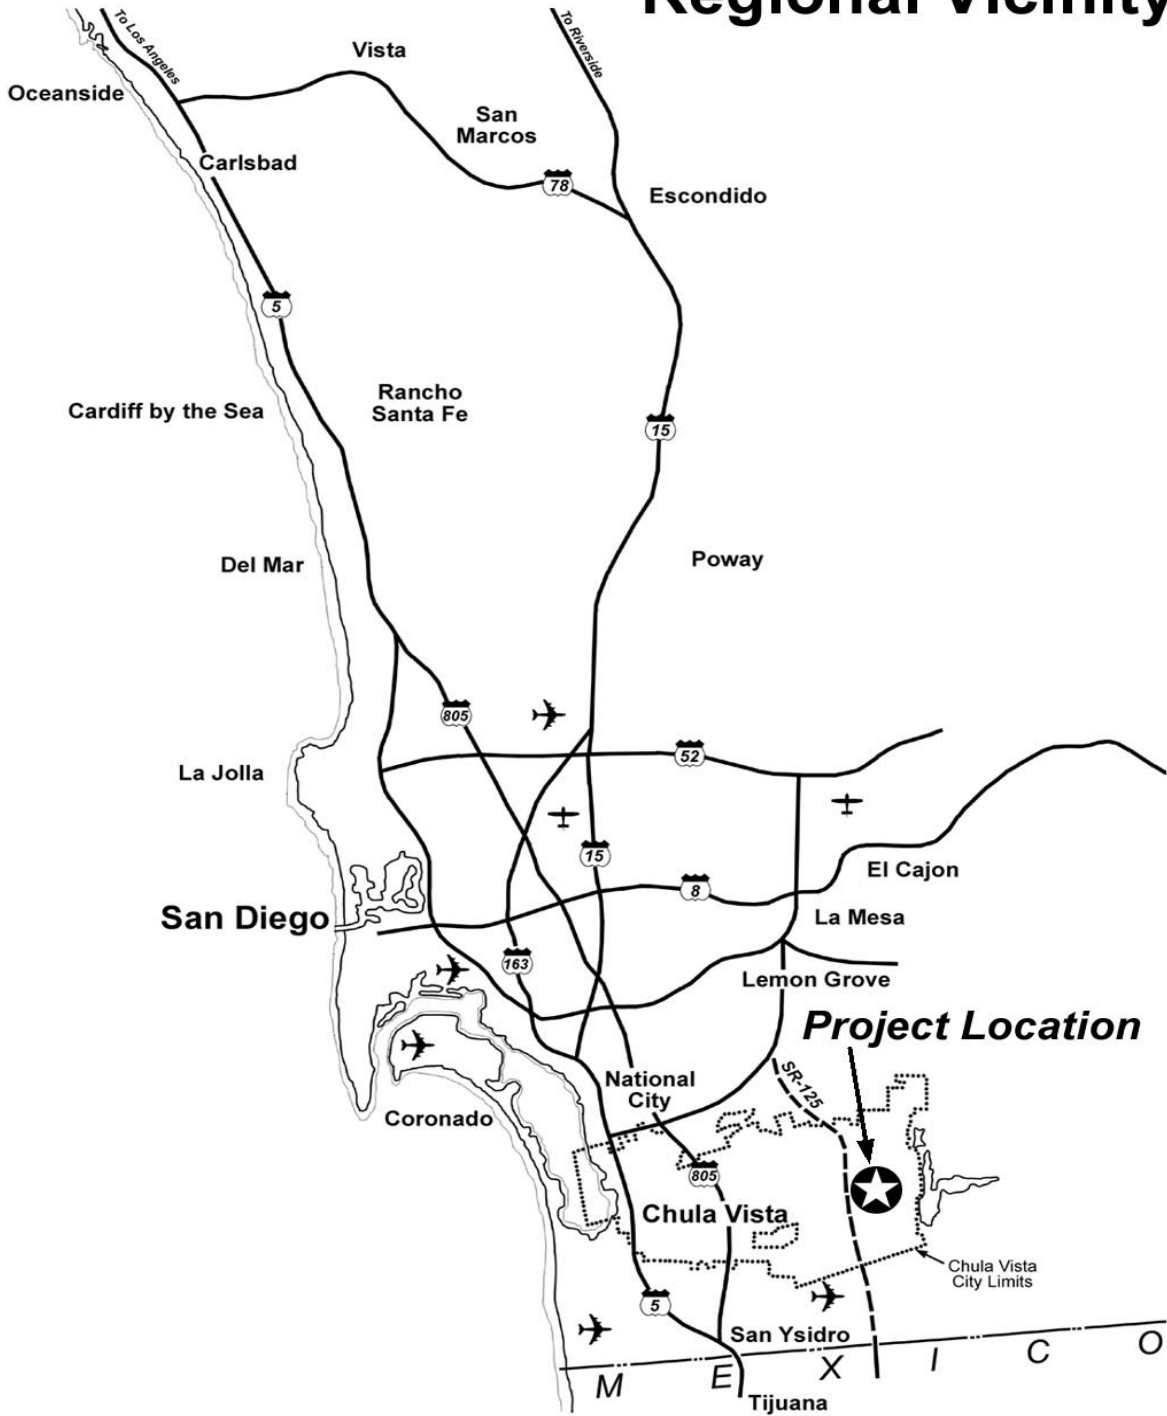 Regional Vicinity
To Los Angeles
To Riverside
Vista
Oceanside
San
Marcos
Carlsbad
78
Escondido
5
Rancho
Santa Fe
Cardiff by the Sea
15
Del Mar
Poway
805
52
La Jolla
15
El Cajon
8
La Mesa
San Diego
163
Lemon Grove
Project Location
SR-125
National
City
Coronado
805
Chula Vista
Chula Vista
City Limits
5
San Ysidro
M E X I C O
Tijuana